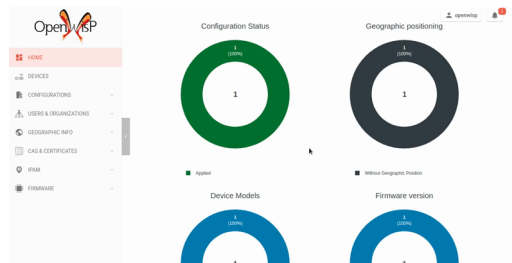 OpenWISP
openwisp
2
HOME
DEVICES
CONFIGURATIONS
USERS & ORGANIZATIONS
GEOGRAPHIC INFO
CAS & CERTIFICATES
IPAM
FIRMWARE
Configuration Status
1
(100%)
1
Applied
Geographic positioning
1
(100%)
1
Without Geographic Position
Device Models
1
(100%)
Firmware version
1
(100%)